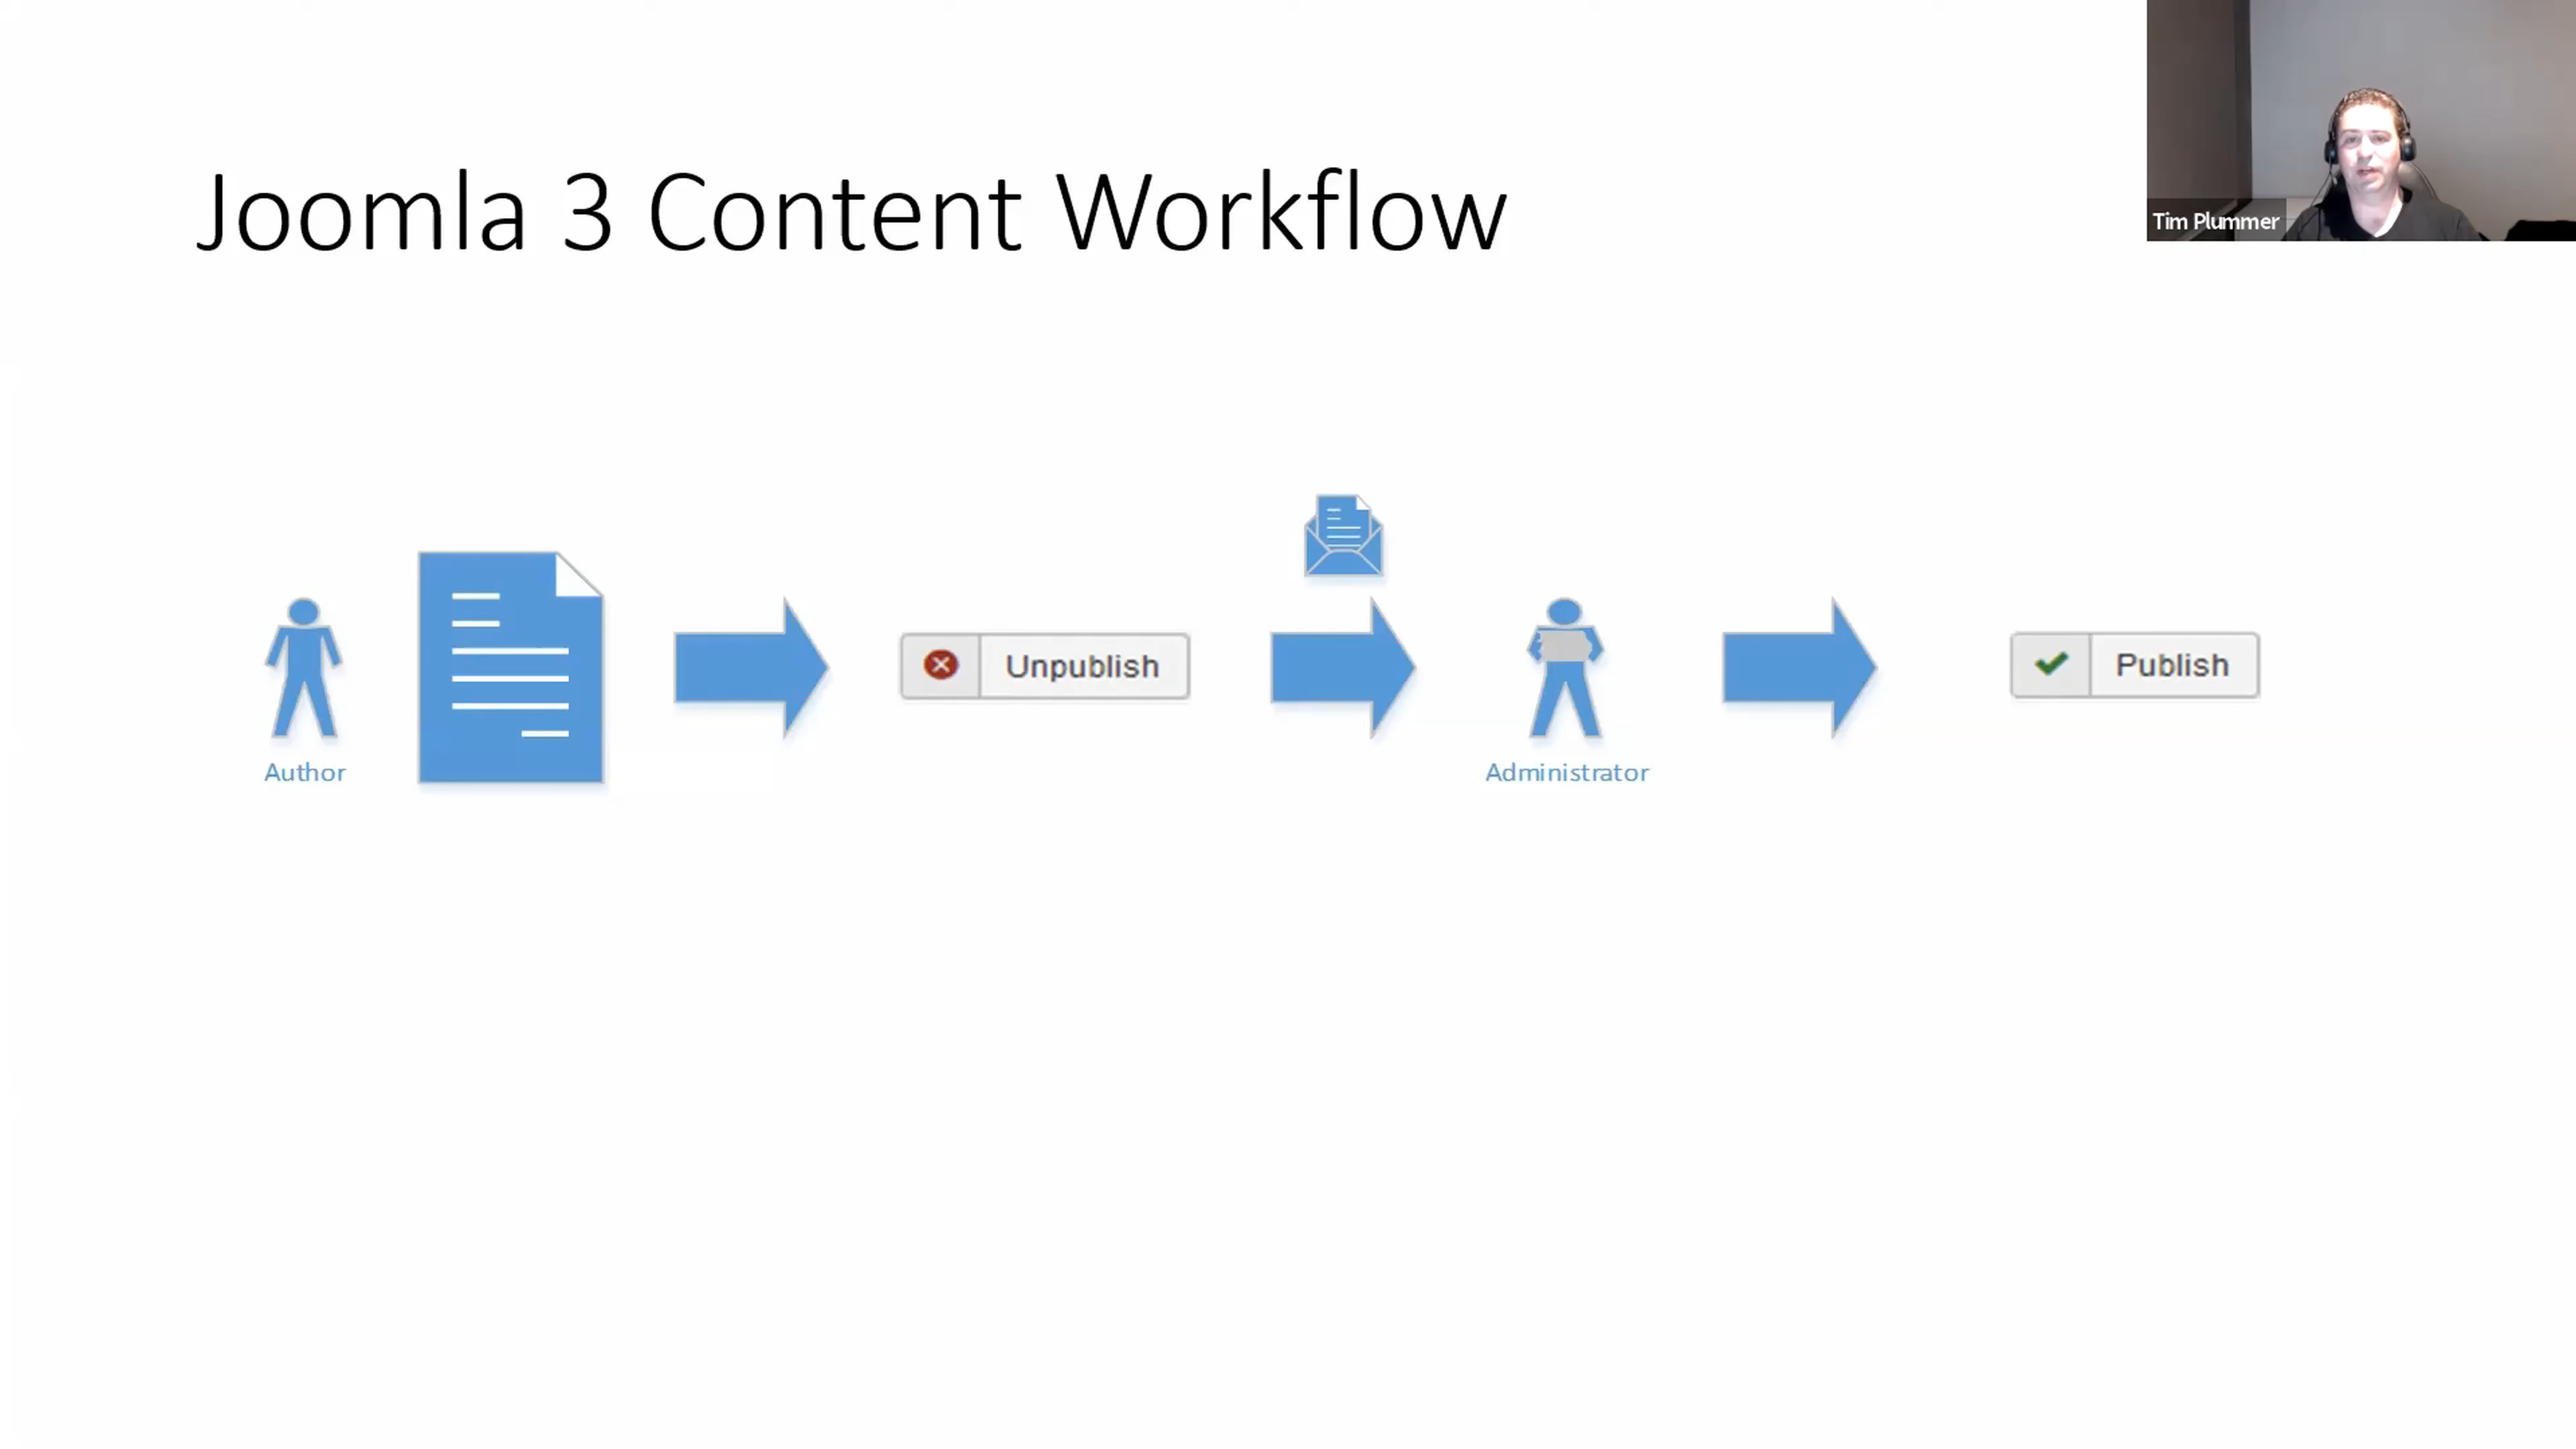 Joomla 3 Content Workflow
Tim Plummer
Unpublish
Publish
Author
Administrator